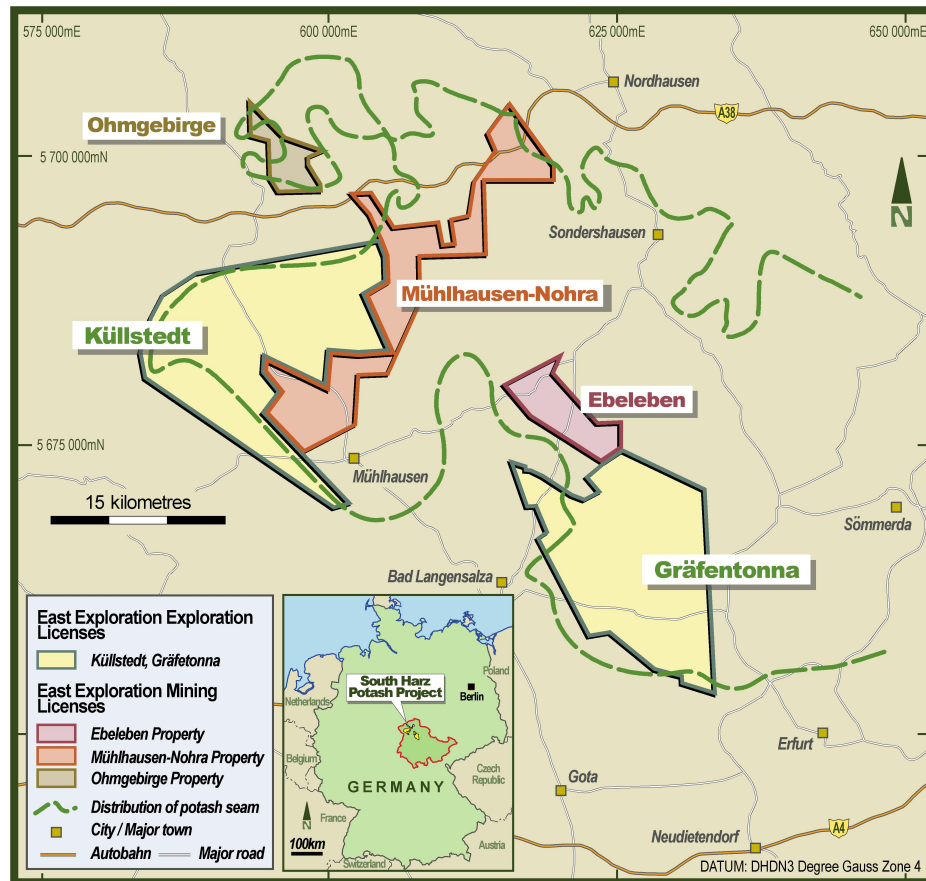 575 000mE
600 000mE
625 000mE
650 000mE
Nordhausen
A38
Ohmgebirge
5 700 000mN
N
Sondershausen
Mühlhausen-Nohra
Küllstedt
Ebeleben
5 675 000mN
Mühlhausen
15 kilometres
Sömmerda
Gräfentonna
Bad Langensalza
East Exploration Exploration
Licenses
Küllstedt, Gräfetonna
East Exploration Mining
Licenses
Ebeleben Property
Mühlhausen-Nohra Property
Ohmgebirge Property
Distribution of potash seam
City / Major town
Autobahn
Major road
South Harz
Potash Project
Poland
Berlin
Netherlands
Belgium
GERMANY
Czech
Republic
N
France
100km
Austria
Switzerland
Erfurt
Gota
Neudietendorf
A4
DATUM: DHDN3 Degree Gauss Zone 4